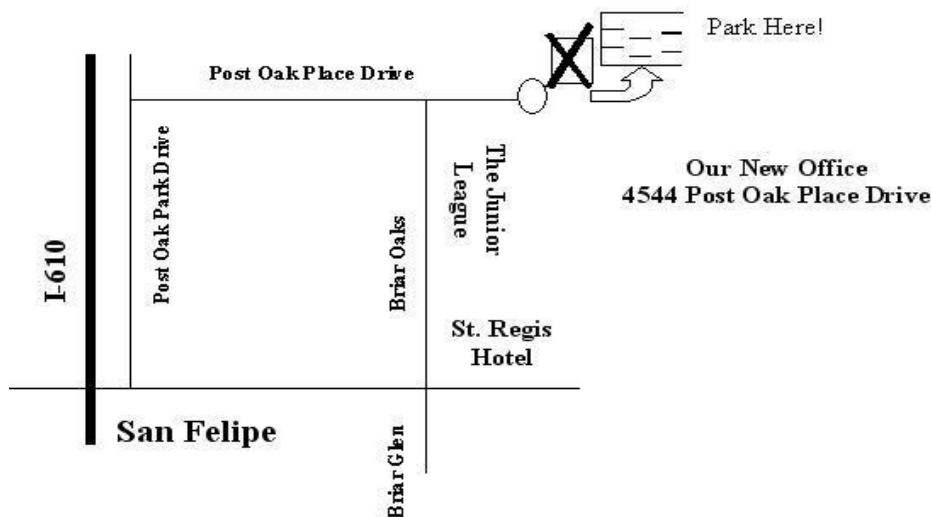 Park Here!
Post Oak Place Drive
Our New Office
4544 Post Oak Place Drive
The Junior
League
Post Oak Park Drive
Briar Oaks
I-610
St. Regis
Hotel
San Felipe
Briar Glen